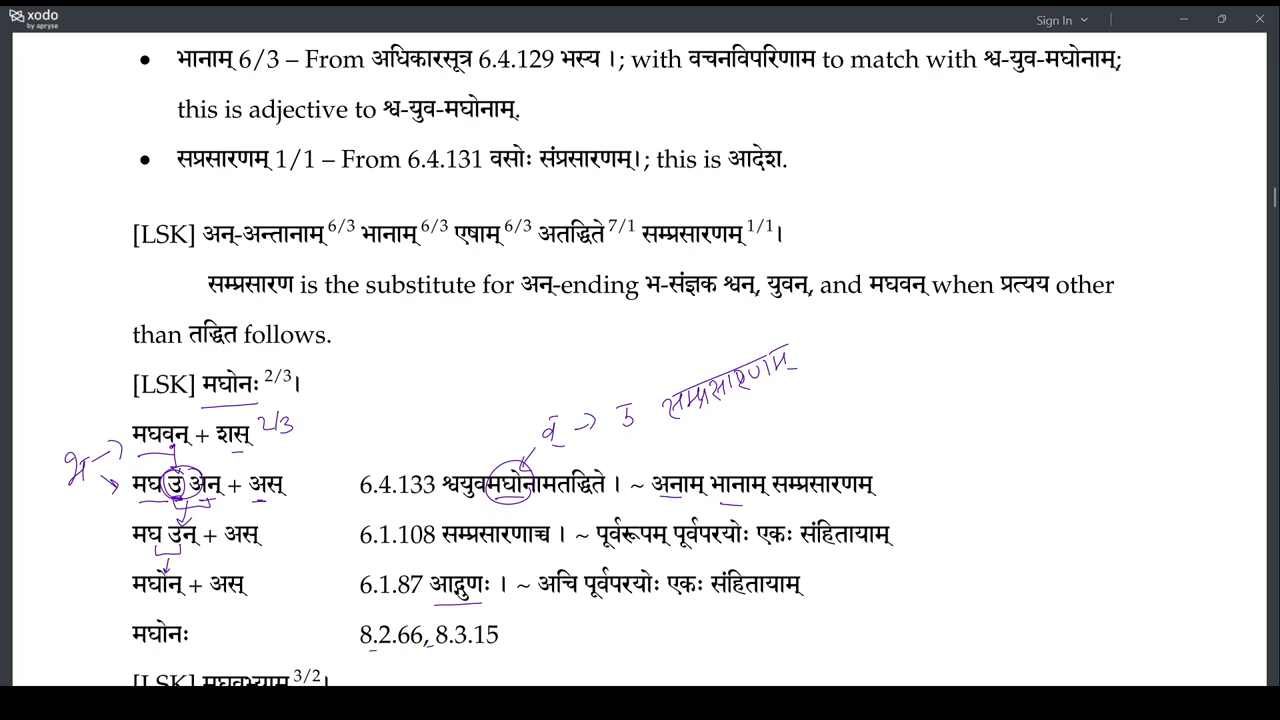 xodo
by apryse
Sign In
• भानाम् 6/3 – From अधिकारसूत्र 6.4.129 भस्य ।; with वचनविपरिणाम to match with श्व-युव-मघोनाम्;
this is adjective to श्व-युव-मघोनाम्.
• सप्रसारणम् 1/1 – From 6.4.131 वसोः संप्रसारणम्।; this is आदेश.
[LSK] अन्-अन्तानाम् 6/3 भानाम् 6/3 एषाम् 6/3 अतद्धिते 7/1 सम्प्रसारणम् 1/1।
सम्प्रसारण is the substitute for अन्-ending भ-संज्ञक श्वन्, युवन्, and मघवन् when प्रत्यय other
than तद्धित follows.
[LSK] मघोनः 2/3।
व् → उ सम्प्रसारणम्
मघवन् + शस् 2/3
भ →
मघ उ अन् + अस् 6.4.133 श्वयुवमघोनामतद्धिते । ~ अनाम् भानाम् सम्प्रसारणम्
मघ उन् + अस् 6.1.108 सम्प्रसारणाच्च । ~ पूर्वरूपम् पूर्वपरयोः एकः संहितायाम्
मघोन् + अस् 6.1.87 आद्गुणः । ~ अचि पूर्वपरयोः एकः संहितायाम्
मघोनः 8.2.66, 8.3.15
[LSK] मघवभ्याम् 3/2।